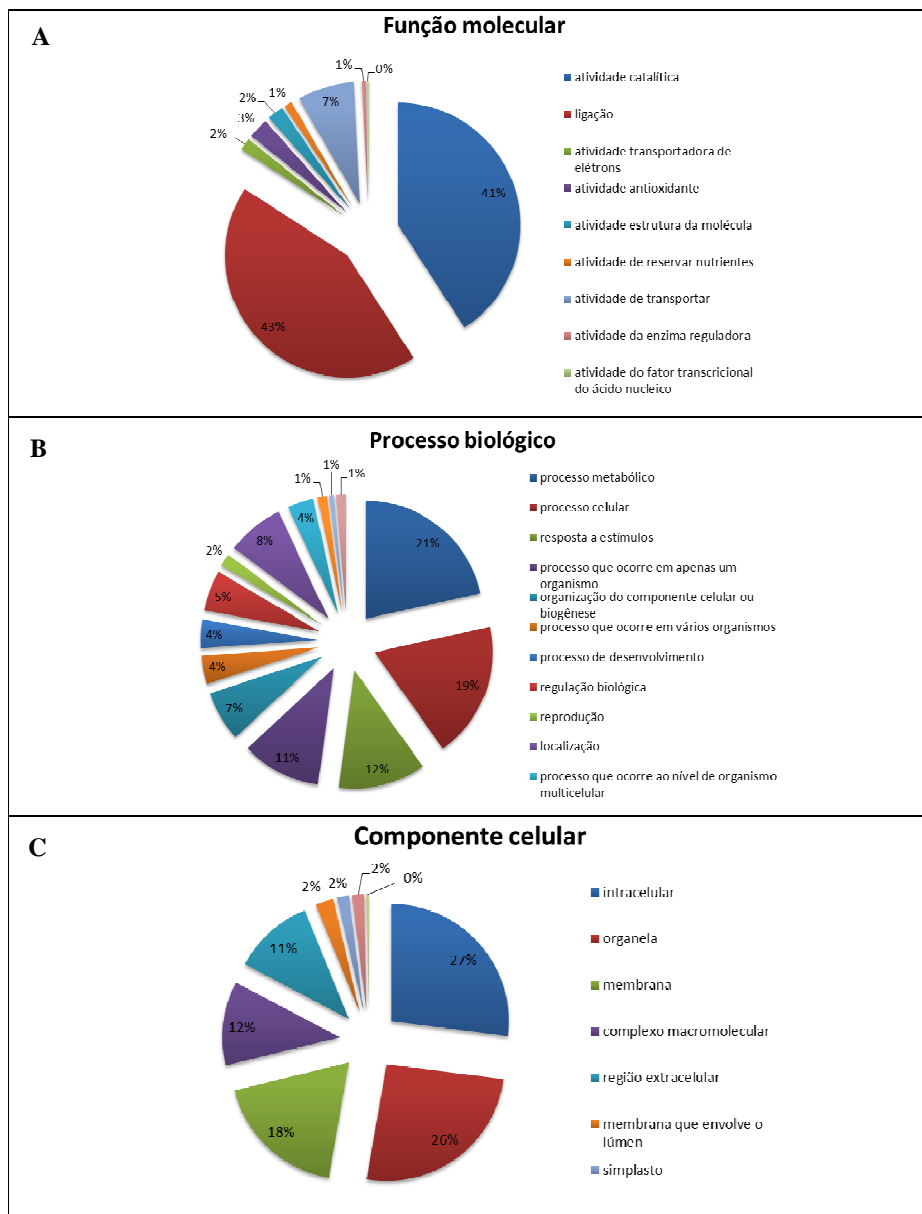 A
Função molecular
1%
0%
7%
1%
2%
3%
2%
41%
43%
atividade catalítica
ligação
atividade transportadora de
elétrons
atividade antioxidante
atividade estrutura da molécula
atividade de reservar nutrientes
atividade de transportar
atividade da enzima reguladora
atividade do fator transcricional
do ácido nucleico
B
Processo biológico
1%
1%
1%
4%
8%
2%
5%
4%
4%
7%
11%
12%
19%
21%
processo metabólico
processo celular
resposta a estímulos
processo que ocorre em apenas um
organismo
organização do componente celular ou
biogênese
processo que ocorre em vários organismos
processo de desenvolvimento
regulação biológica
reprodução
localização
processo que ocorre ao nível de organismo
multicelular
C
Componente celular
2%
2%
2%
0%
11%
27%
12%
18%
26%
intracelular
organela
membrana
complexo macromolecular
região extracelular
membrana que envolve o
lúmen
simplasto